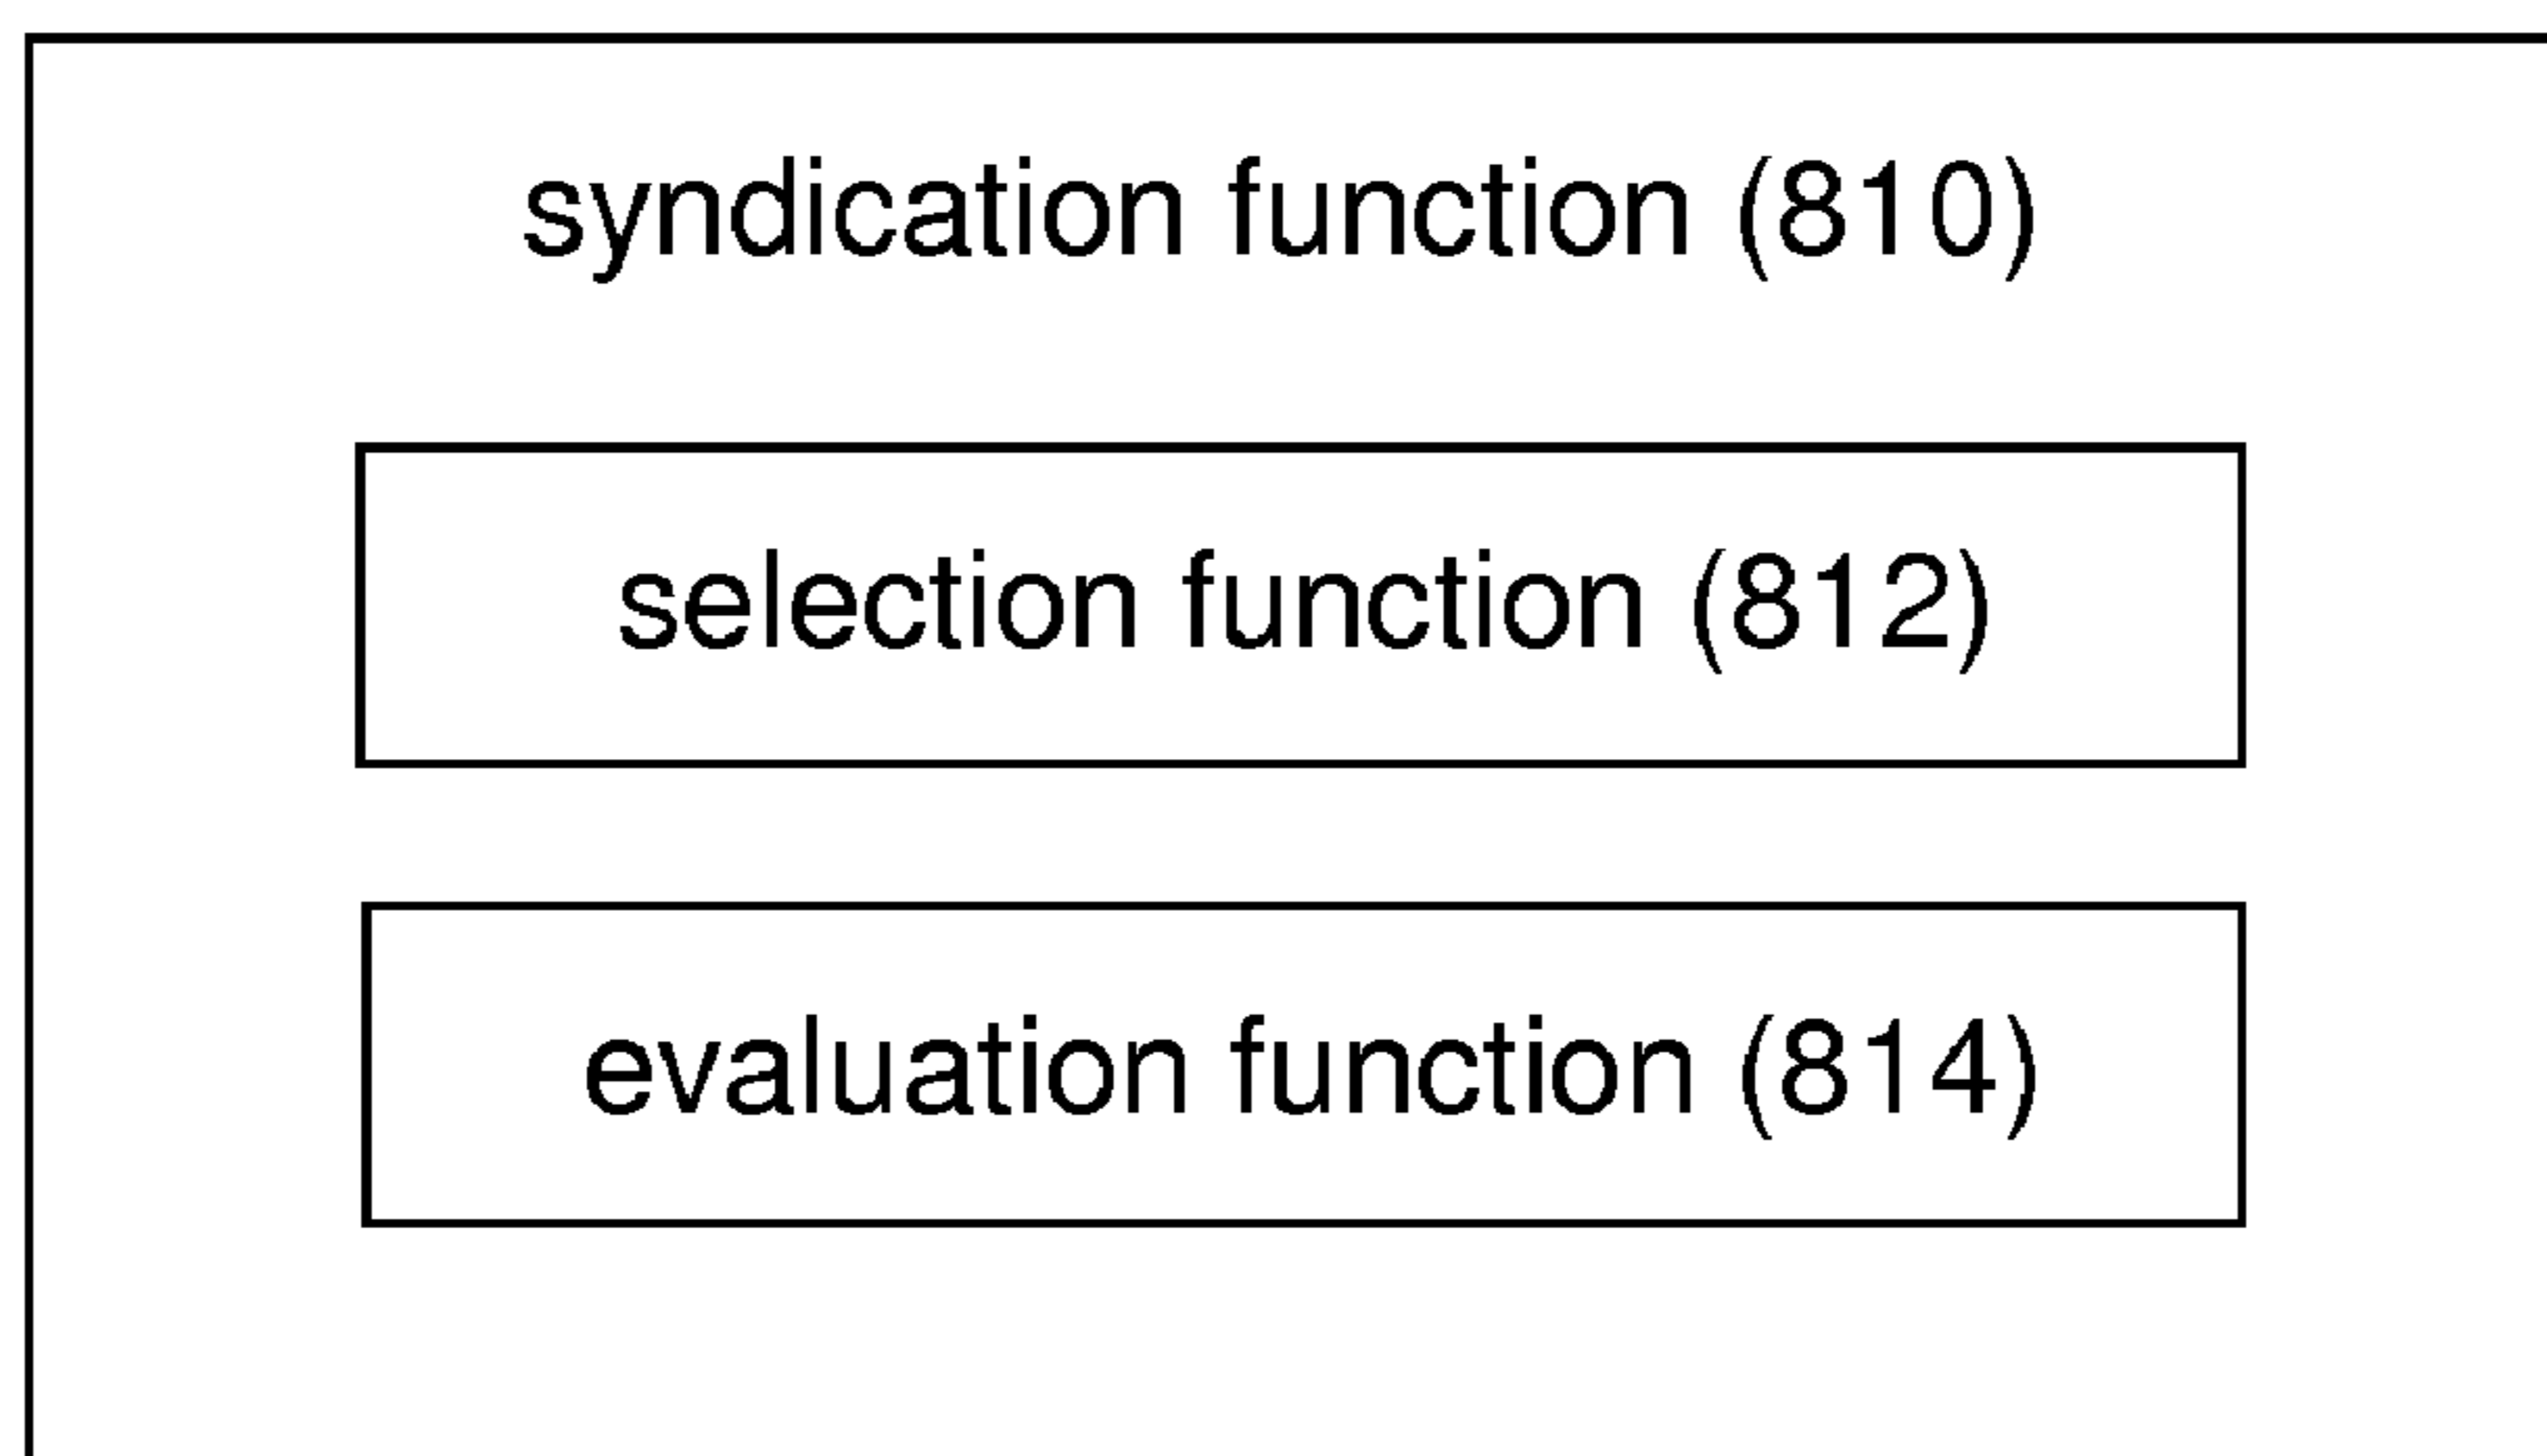 syndication function (810)
selection function (812)
evaluation function (814)